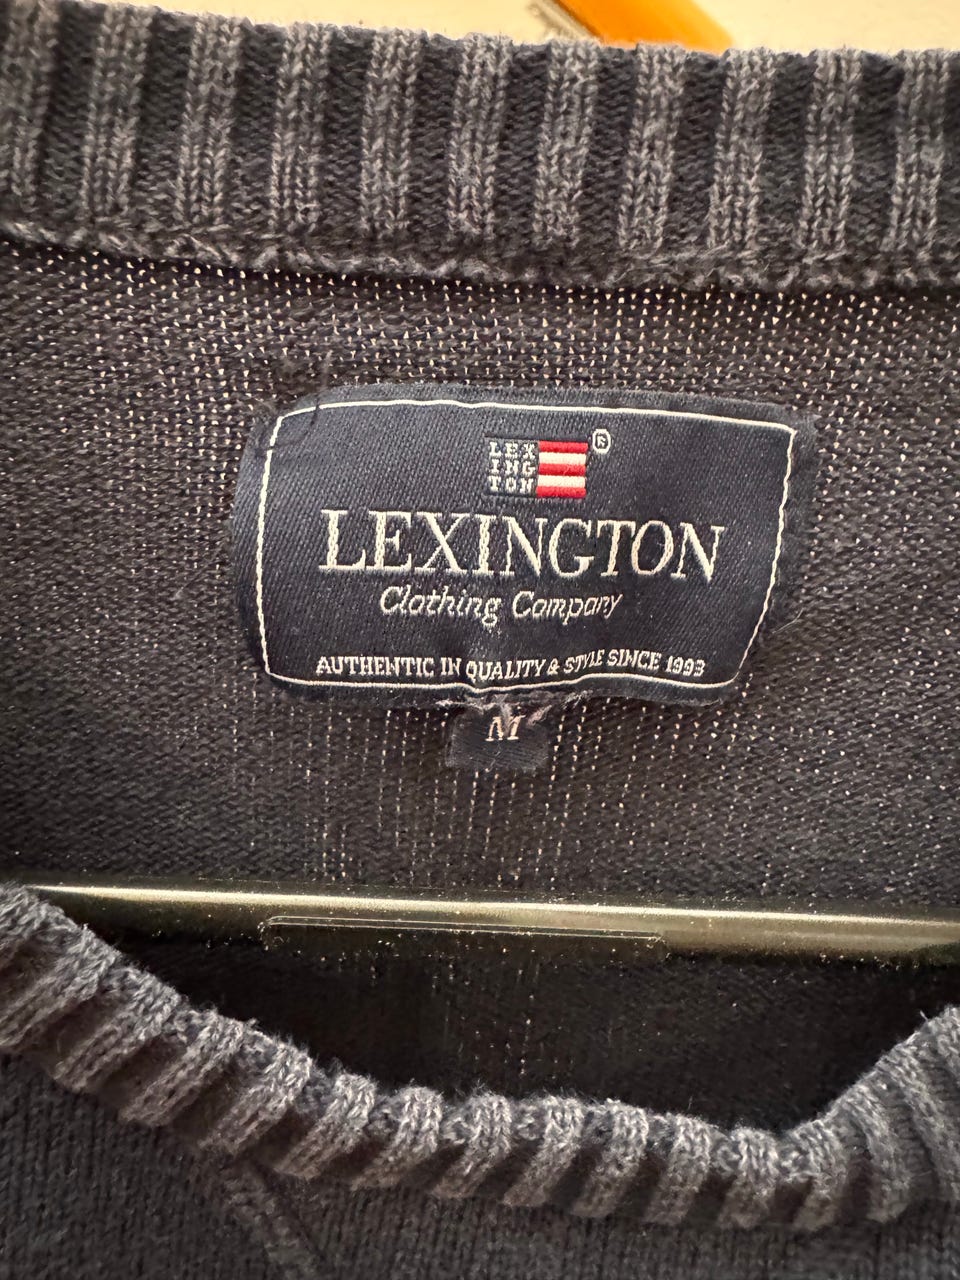 LEX
ING
TON
®
LEXINGTON
Clothing Company
AUTHENTIC IN QUALITY & STYLE SINCE 1993
M